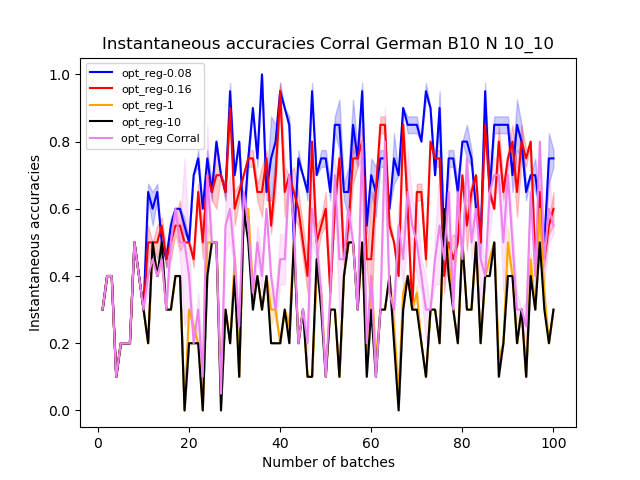 Instantaneous accuracies Corral German B10 N 10_10
opt_reg-0.08
opt_reg-0.16
opt_reg-1
opt_reg-10
opt_reg Corral
1.0
0.8
0.6
0.4
0.2
0.0
Instantaneous accuracies
0
20
40
60
80
100
Number of batches